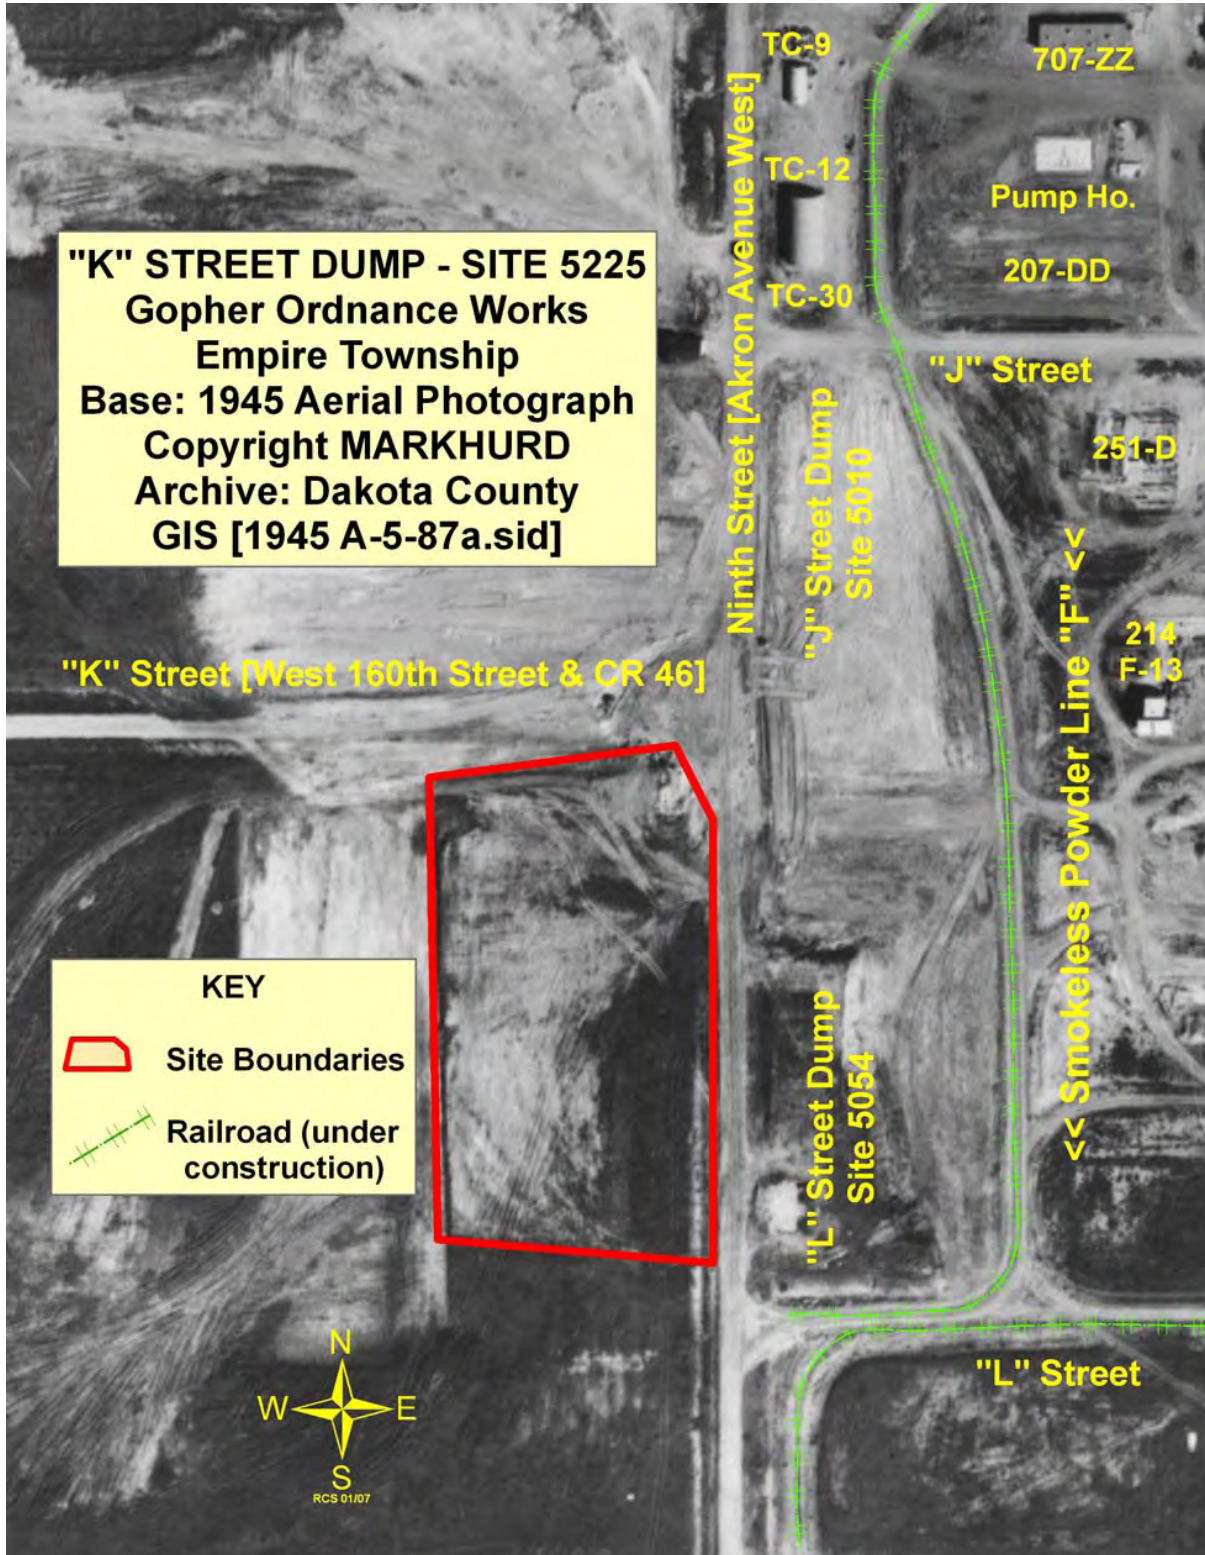 TC-9
707-ZZ
Ninth Street [Akron Avenue West]
TC-12
Pump Ho.
"K" STREET DUMP - SITE 5225
Gopher Ordnance Works
Empire Township
Base: 1945 Aerial Photograph
Copyright MARKHURD
Archive: Dakota County
GIS [1945 A-5-87a.sid]
207-DD
TC-30
"J" Street
"J" Street Dump
Site 5010
251-D
<< Smokeless Powder Line "F" <<
214
F-13
"K" Street [West 160th Street & CR 46]
KEY
Site Boundaries
Railroad (under
construction)
"L" Street Dump
Site 5054
"L" Street
N
W
E
S
RCS 01/07